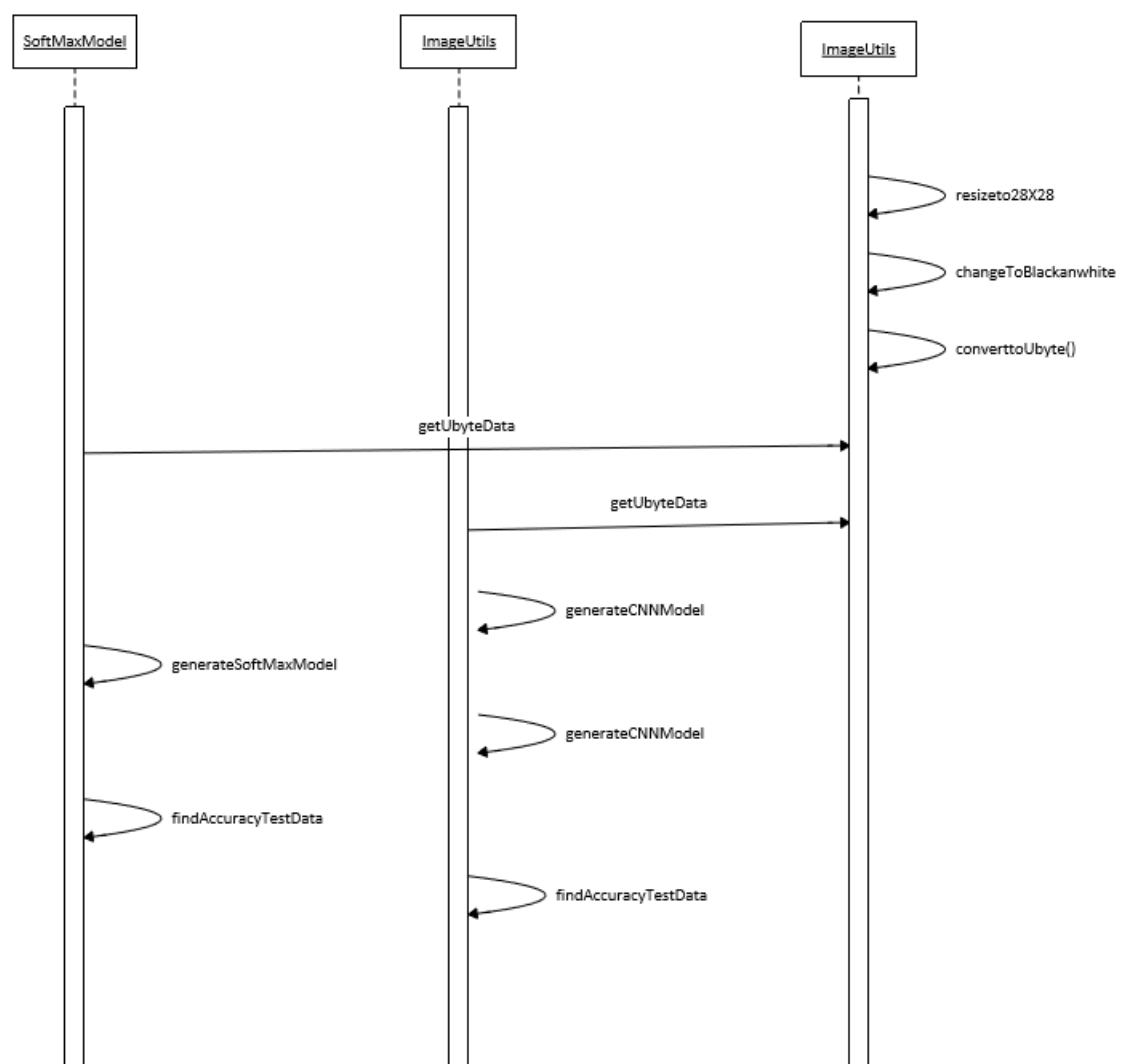 SoftMaxModel
ImageUtils
ImageUtils
resizeto28X28
changeToBlackanwhite
converttoUbyte()
getUbyteData
getUbyteData
generateCNNModel
generateSoftMaxModel
generateCNNModel
findAccuracyTestData
findAccuracyTestData